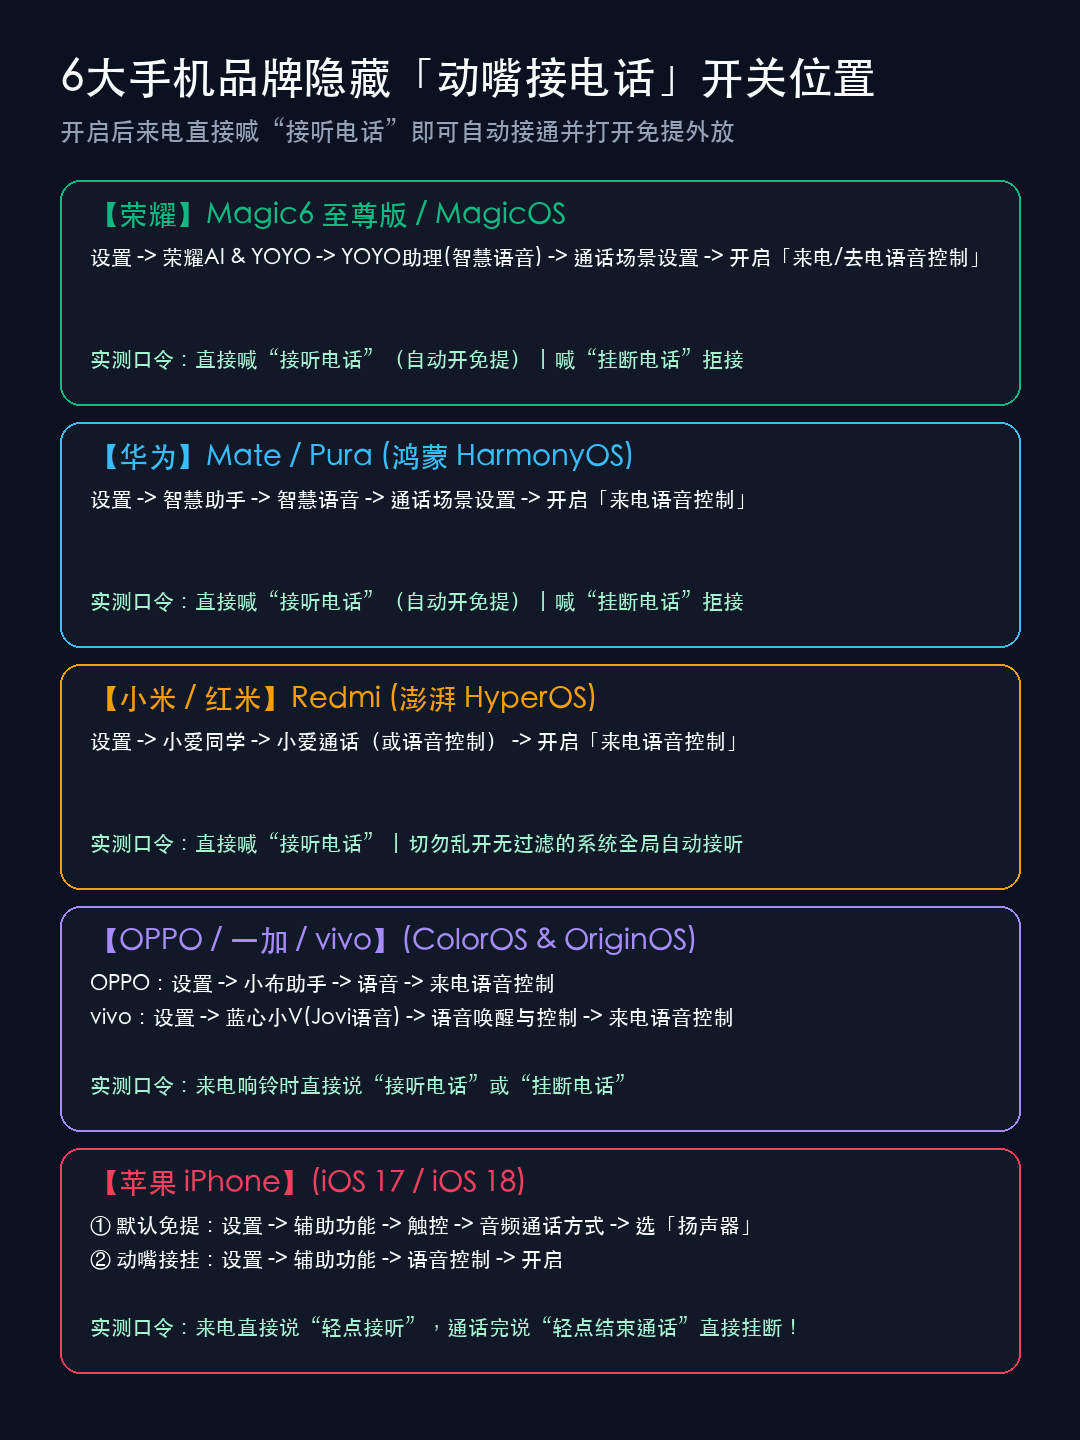 6大手机品牌隐藏「动嘴接电话」开关位置
开启后来电直接喊“接听电话”即可自动接通并打开免提外放
【荣耀】Magic6 至尊版 / MagicOS
设置 -> 荣耀AI & YOYO -> YOYO助理(智慧语音) -> 通话场景设置 -> 开启「来电/去电语音控制」
实测口令：直接喊“接听电话”（自动开免提）｜喊“挂断电话”拒接
【华为】Mate / Pura (鸿蒙 HarmonyOS)
设置 -> 智慧助手 -> 智慧语音 -> 通话场景设置 -> 开启「来电语音控制」
实测口令：直接喊“接听电话”（自动开免提）｜喊“挂断电话”拒接
【小米 / 红米】Redmi (澎湃 HyperOS)
设置 -> 小爱同学 -> 小爱通话（或语音控制） -> 开启「来电语音控制」
实测口令：直接喊“接听电话”｜切勿乱开无过滤的系统全局自动接听
【OPPO / 一加 / vivo】(ColorOS & OriginOS)
OPPO：设置 -> 小布助手 -> 语音 -> 来电语音控制
vivo：设置 -> 蓝心小V(Jovi语音) -> 语音唤醒与控制 -> 来电语音控制
实测口令：来电响铃时直接说“接听电话”或“挂断电话”
【苹果 iPhone】(iOS 17 / iOS 18)
① 默认免提：设置 -> 辅助功能 -> 触控 -> 音频通话方式 -> 选「扬声器」
② 动嘴接挂：设置 -> 辅助功能 -> 语音控制 -> 开启
实测口令：来电直接说“轻点接听”，通话完说“轻点结束通话”直接挂断！